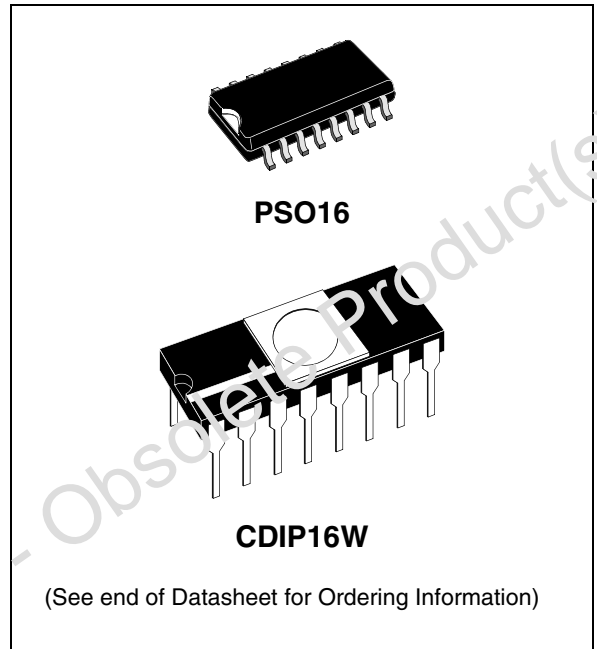 PSO16
- Obsolete Product(s
CDIP16W
(See end of Datasheet for Ordering Information)